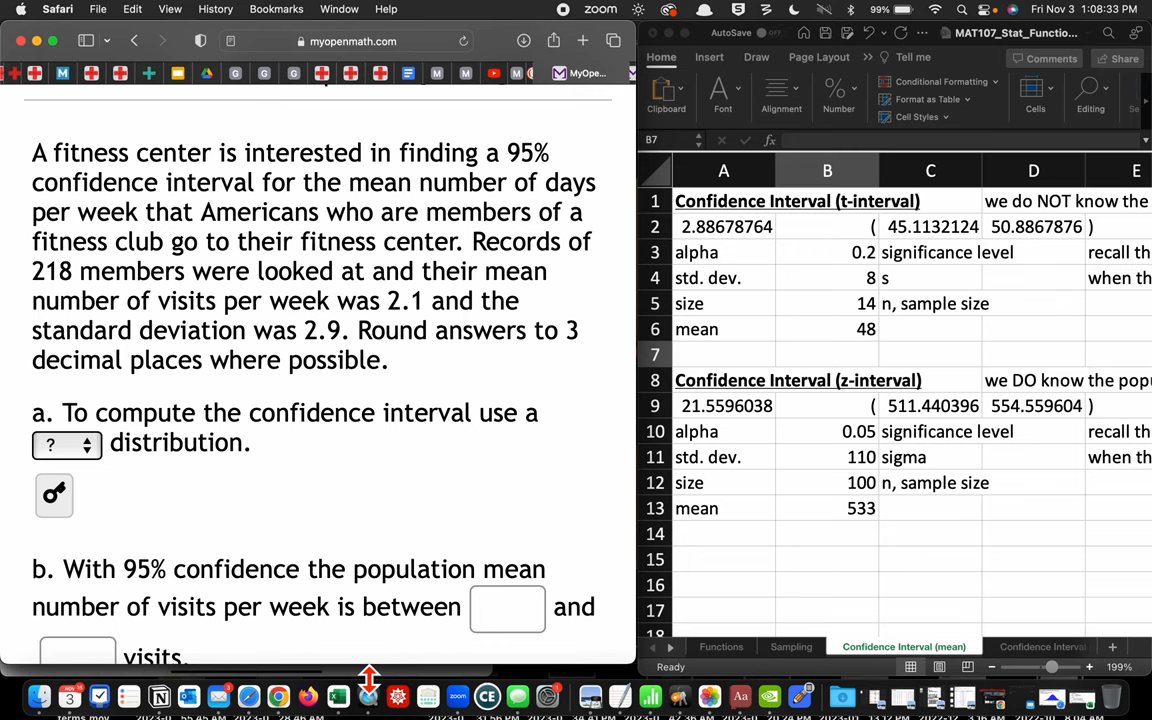 Safari File Edit View History Bookmarks Window Help zoom 99% Fri Nov 3 1:08:33 PM
myopenmath.com
MyOpe...
A fitness center is interested in finding a 95%
confidence interval for the mean number of days
per week that Americans who are members of a
fitness club go to their fitness center. Records of
218 members were looked at and their mean
number of visits per week was 2.1 and the
standard deviation was 2.9. Round answers to 3
decimal places where possible.
a. To compute the confidence interval use a
? distribution.
b. With 95% confidence the population mean
number of visits per week is between and
visits.
AutoSave OFF MAT107_Stat_Functio...
Home Insert Draw Page Layout >> Tell me Comments Share
Clipboard Font Alignment Number Conditional Formatting Format as Table Cell Styles Cells Editing
B7 fx
A B C D E
1 Confidence Interval (t-interval) we do NOT know the
2 2.88678764 ( 45.1132124 50.8867876 )
3 alpha 0.2 significance level recall th
4 std. dev. 8 s when th
5 size 14 n, sample size
6 mean 48
7
8 Confidence Interval (z-interval) we DO know the popu
9 21.5596038 ( 511.440396 554.559604 )
10 alpha 0.05 significance level recall th
11 std. dev. 110 sigma when th
12 size 100 n, sample size
13 mean 533
14
15
16
17
18
Functions Sampling Confidence Interval (mean) Confidence Interval +
Ready 199%